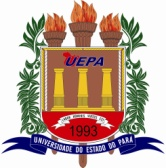 UEPA
1993
UNIVERSIDADE DO ESTADO DO PARÁ